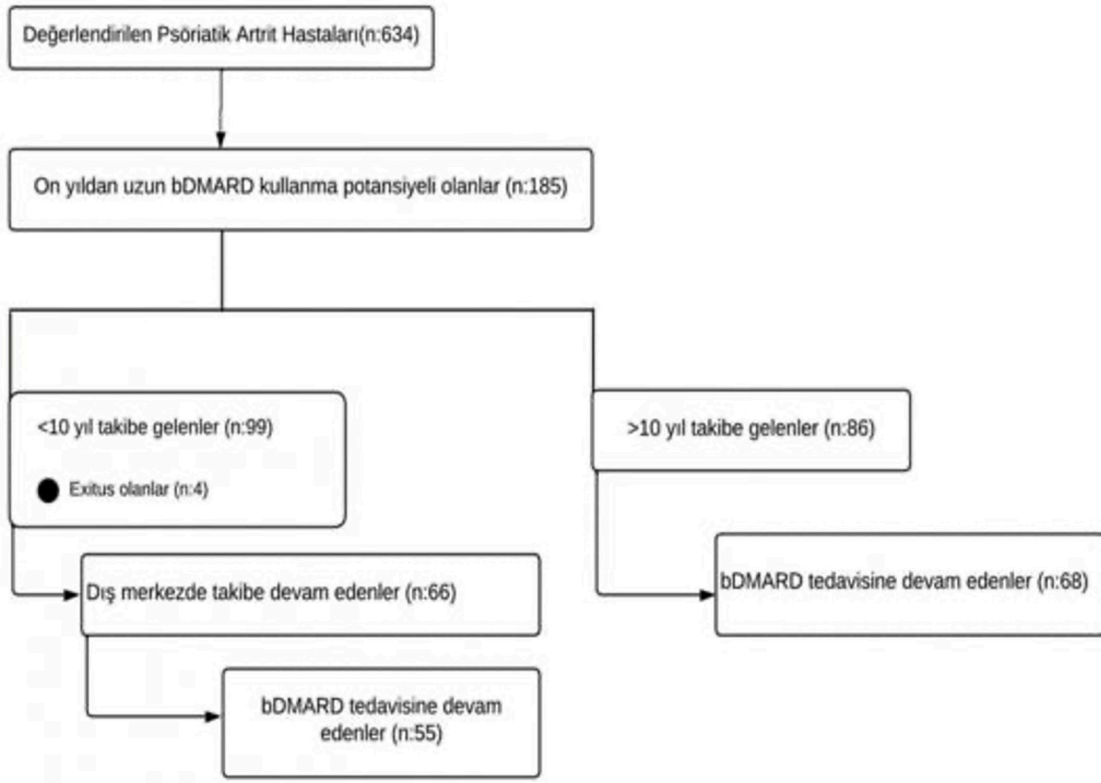 Değerlendirilen Psöriatik Artrit Hastaları(n:634)
On yıldan uzun bDMARD kullanma potansiyeli olanlar (n:185)
<10 yıl takibe gelenler (n:99)
Exitus olanlar (n:4)
>10 yıl takibe gelenler (n:86)
Dış merkezde takibe devam edenler (n:66)
bDMARD tedavisine devam edenler (n:68)
bDMARD tedavisine devam
edenler (n:55)